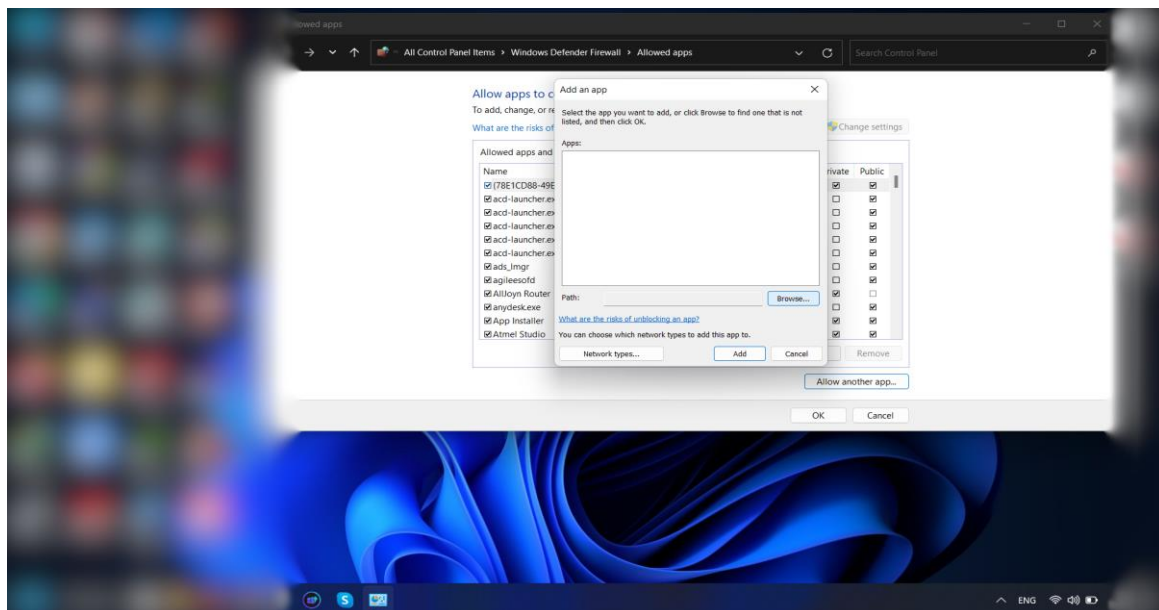 owed apps
All Control Panel Items > Windows Defender Firewall > Allowed apps
Search Control Panel
Allow apps to c
To add, change, or re
What are the risks of
Change settings
Allowed apps and
Name
rivate Public
{78E1CD88-49E
acd-launcher.ex
acd-launcher.ex
acd-launcher.ex
acd-launcher.ex
acd-launcher.ex
ads_lmgr
agileesofd
AllJoyn Router
anydesk.exe
App Installer
Atmel Studio
Remove
Allow another app...
OK Cancel
Add an app
Select the app you want to add, or click Browse to find one that is not
listed, and then click OK.
Apps:
Path:
Browse...
What are the risks of unblocking an app?
You can choose which network types to add this app to.
Network types... Add Cancel
S
ENG